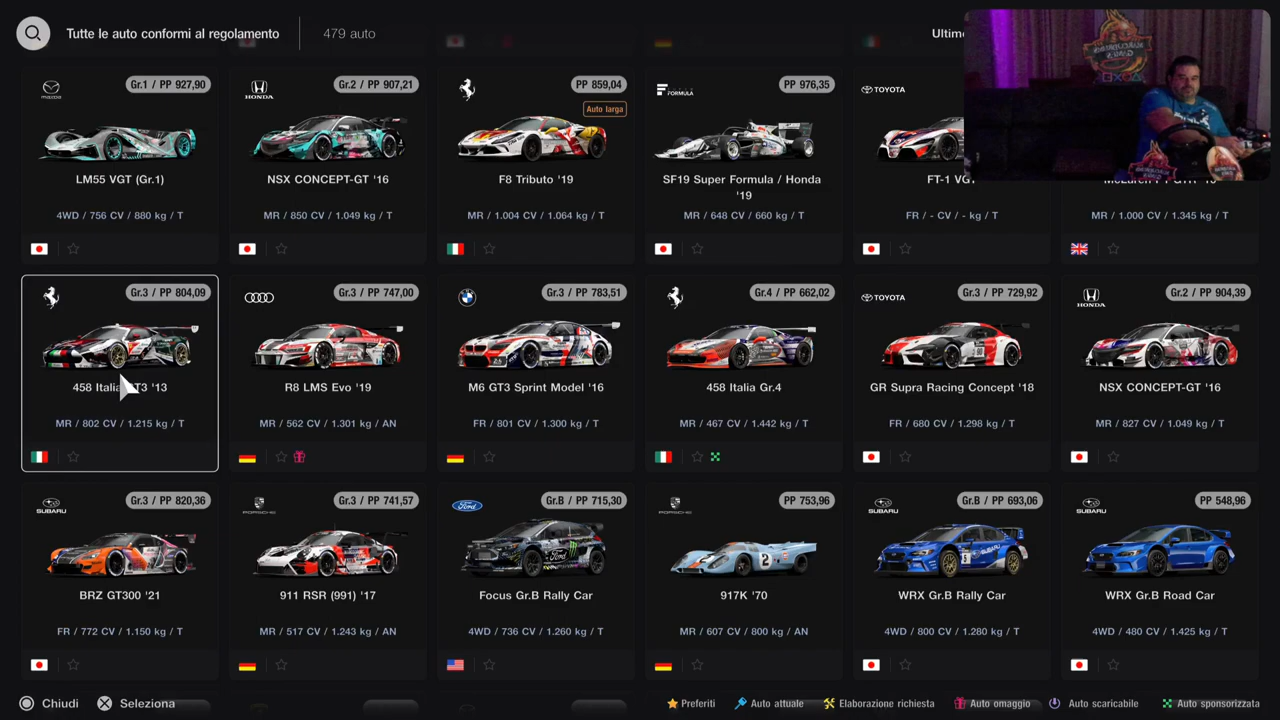 Tutte le auto conformi al regolamento
479 auto
Ultime
Gr.1 / PP 927,90
mazda
LM55 VGT (Gr.1)
4WD / 756 CV / 880 kg / T
Gr.2 / PP 907,21
HONDA
NSX CONCEPT-GT '16
MR / 850 CV / 1.049 kg / T
PP 859,04
Auto larga
F8 Tributo '19
MR / 1.004 CV / 1.064 kg / T
PP 976,35
FORMULA
SF19 Super Formula / Honda
'19
MR / 648 CV / 660 kg / T
TOYOTA
FT-1 VGT
FR / - CV / - kg / T
MR / 1.000 CV / 1.345 kg / T
Gr.3 / PP 804,09
458 Italia GT3 '13
MR / 802 CV / 1.215 kg / T
Gr.3 / PP 747,00
R8 LMS Evo '19
MR / 562 CV / 1.301 kg / AN
Gr.3 / PP 783,51
M6 GT3 Sprint Model '16
FR / 801 CV / 1.300 kg / T
Gr.4 / PP 662,02
458 Italia Gr.4
MR / 467 CV / 1.442 kg / T
Gr.3 / PP 729,92
TOYOTA
GR Supra Racing Concept '18
FR / 680 CV / 1.298 kg / T
Gr.2 / PP 904,39
HONDA
NSX CONCEPT-GT '16
MR / 827 CV / 1.049 kg / T
Gr.3 / PP 820,36
SUBARU
BRZ GT300 '21
FR / 772 CV / 1.150 kg / T
Gr.3 / PP 741,57
PORSCHE
911 RSR (991) '17
MR / 517 CV / 1.243 kg / AN
Gr.B / PP 715,30
Ford
Focus Gr.B Rally Car
4WD / 736 CV / 1.260 kg / T
PP 753,96
PORSCHE
2
917K '70
MR / 607 CV / 800 kg / AN
Gr.B / PP 693,06
SUBARU
WRX Gr.B Rally Car
4WD / 800 CV / 1.280 kg / T
PP 548,96
SUBARU
WRX Gr.B Road Car
4WD / 480 CV / 1.425 kg / T
Chiudi
Seleziona
Preferiti
Auto attuale
Elaborazione richiesta
Auto omaggio
Auto scaricabile
Auto sponsorizzata